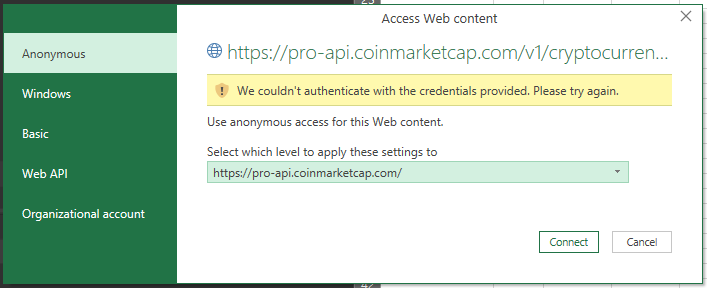 23
Access Web content
Anonymous
Windows
Basic
Web API
Organizational account
https://pro-api.coinmarketcap.com/v1/cryptocurren...
We couldn't authenticate with the credentials provided. Please try again.
Use anonymous access for this Web content.
Select which level to apply these settings to
https://pro-api.coinmarketcap.com/
Connect
Cancel
42